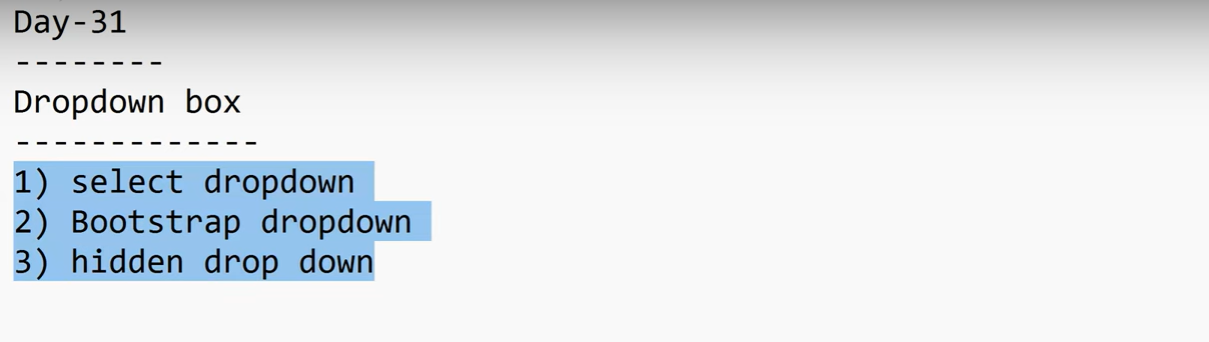 Day-31
--------
Dropdown box
-------------
1) select dropdown
2) Bootstrap dropdown
3) hidden drop down